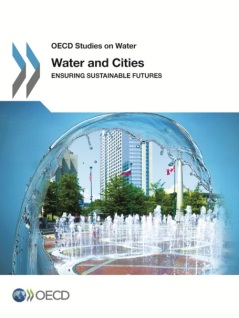 OECD Studies on Water
Water and Cities
ENSURING SUSTAINABLE FUTURES
OECD